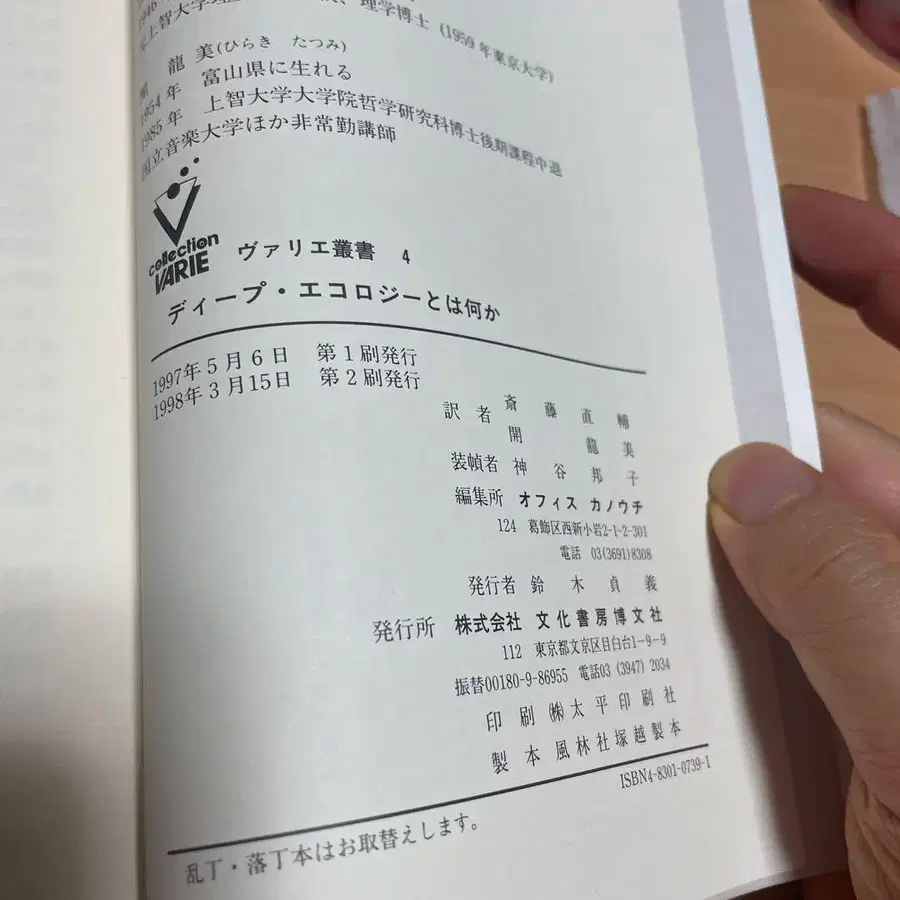 1946
上智大学理 、理学博士 (1959年東京大学)
龍美(ひらき たつみ)
1954年 富山県に生れる
1985年 上智大学大学院哲学研究科博士後期課程中退
国立音楽大学ほか非常勤講師
collection
VARIE
ヴァリエ叢書 4
ディープ・エコロジーとは何か
1997年5月6日 第1刷発行
1998年3月15日 第2刷発行
訳者 斎藤直輔
開龍美
装幀者 神谷邦子
編集所 オフィス カノウチ
124 葛飾区西新小岩2-1-2-301
電話 03(3691)8308
発行者 鈴木貞義
発行所 株式会社 文化書房博文社
112 東京都文京区目白台1-9-9
振替00180-9-86955 電話03 (3947) 2034
印刷 ㈱太平印刷社
製本 風林社塚越製本
ISBN4-8301-0739-1
乱丁・落丁本はお取替えします。